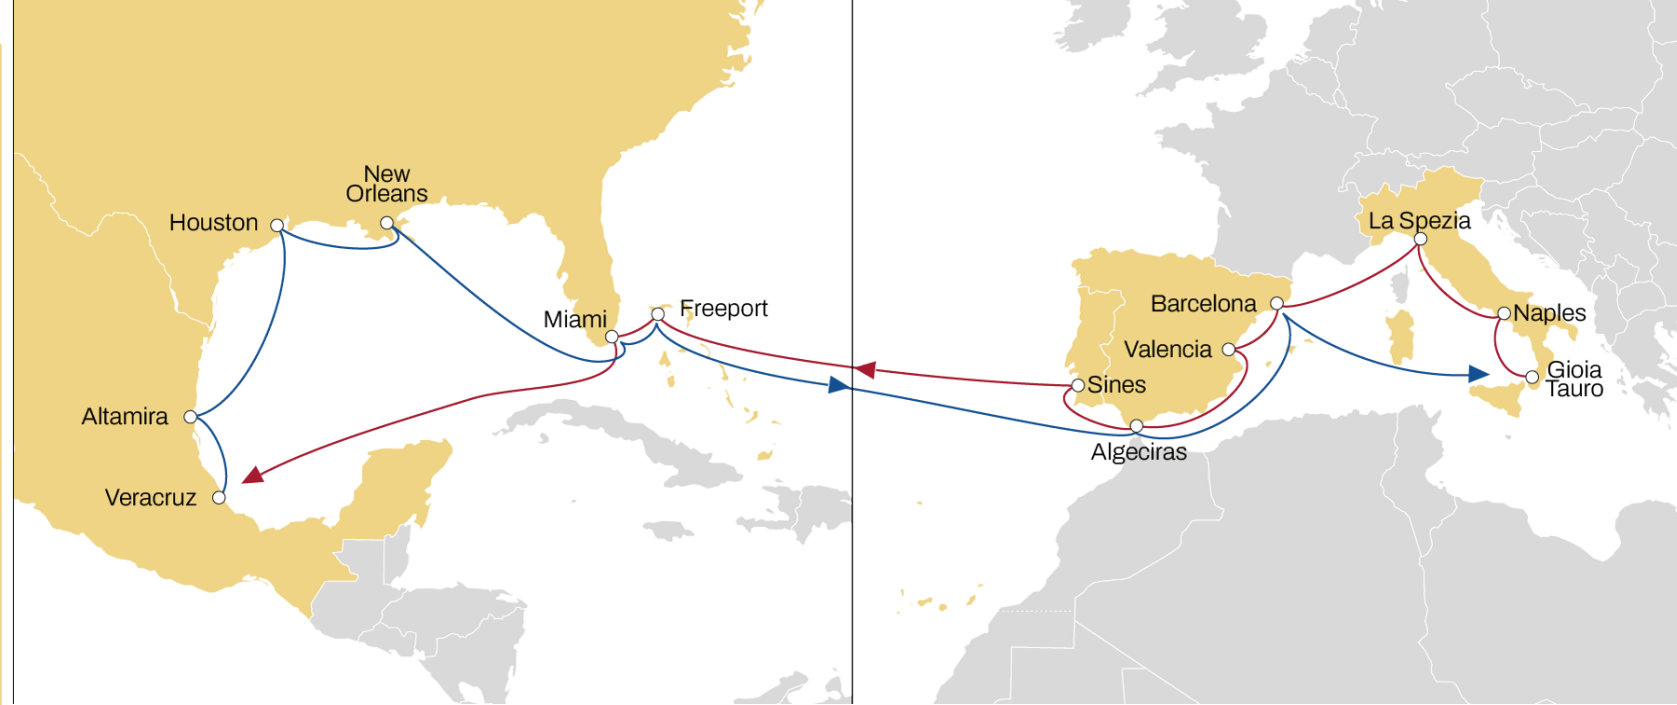 New
Orleans
Houston
Miami
Freeport
Altamira
Veracruz
La Spezia
Barcelona
Naples
Valencia
Gioia
Tauro
Sines
Algeciras